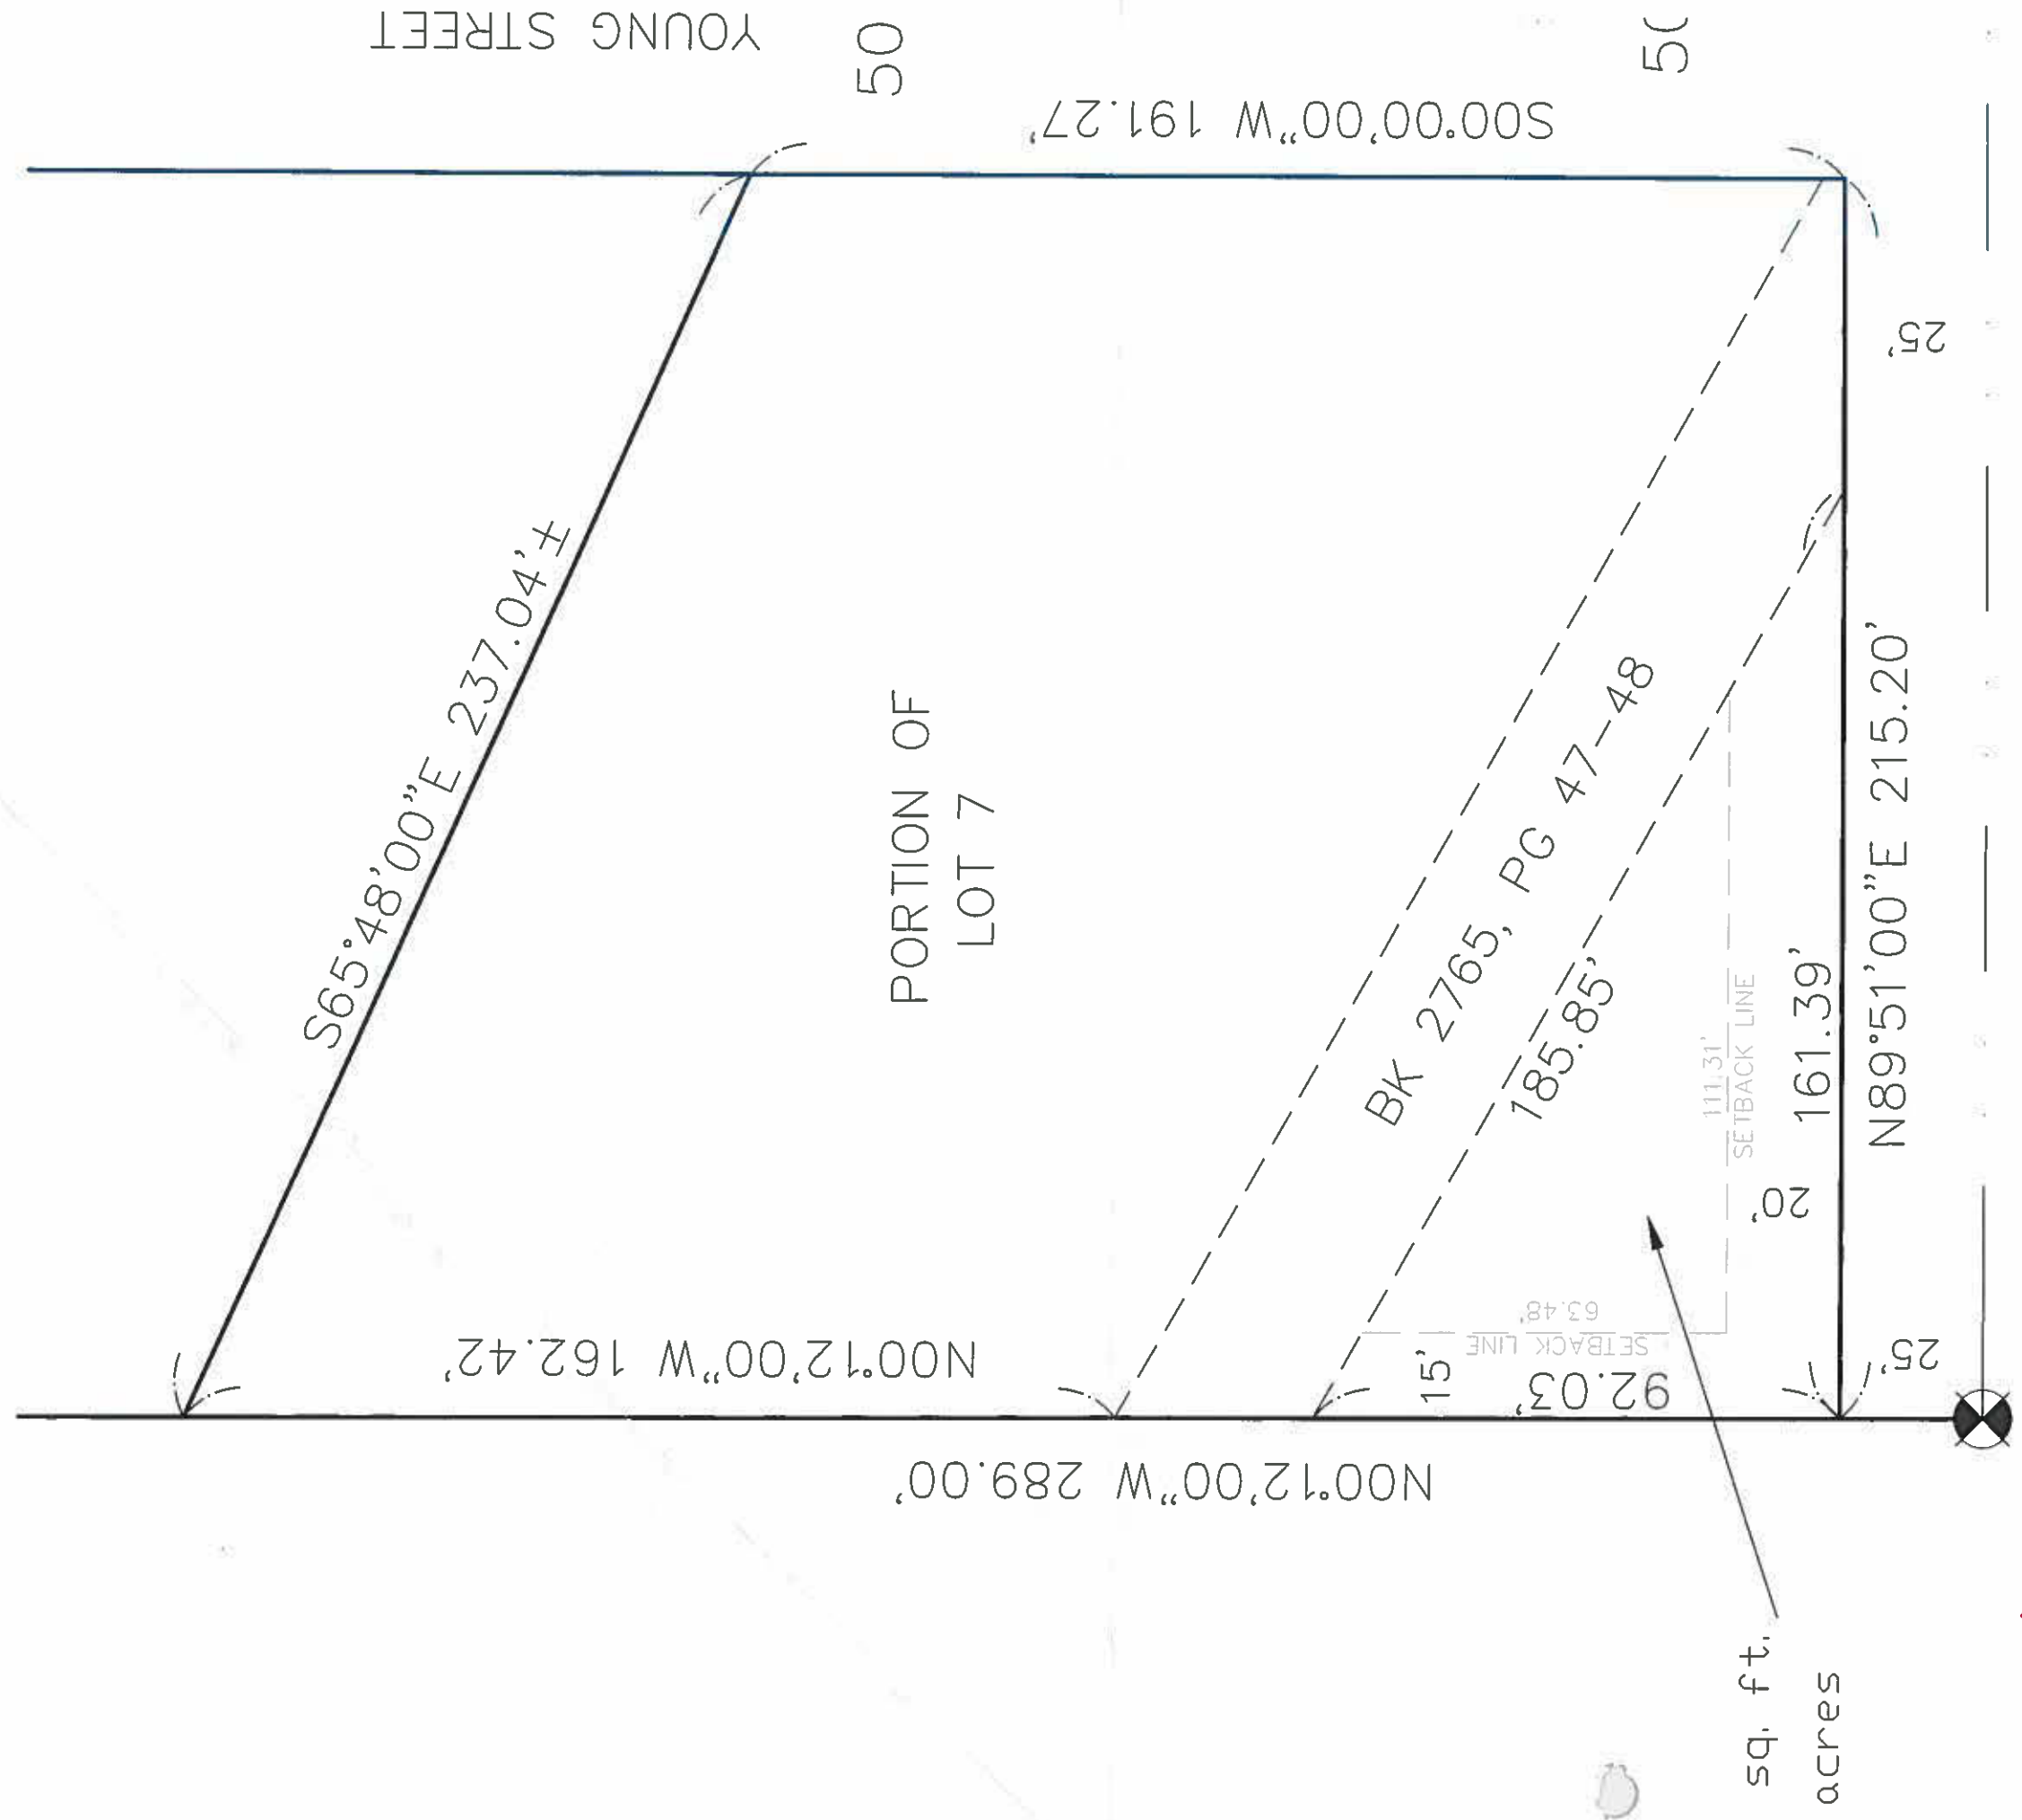 YOUNG STREET
50
S00°00'00"W 191.27'
S65°48'00"E 237.04'±
PORTION OF
LOT 7
BK 2765, PG 47-48
185.85'
N00°12'00"W 162.42'
N00°12'00"W 289.00'
92.03'
15'
SETBACK LINE
63.48'
111.31'
SETBACK LINE
20'
161.39'
N89°51'00"E 215.20'
25'
25'
sq. ft.
acres